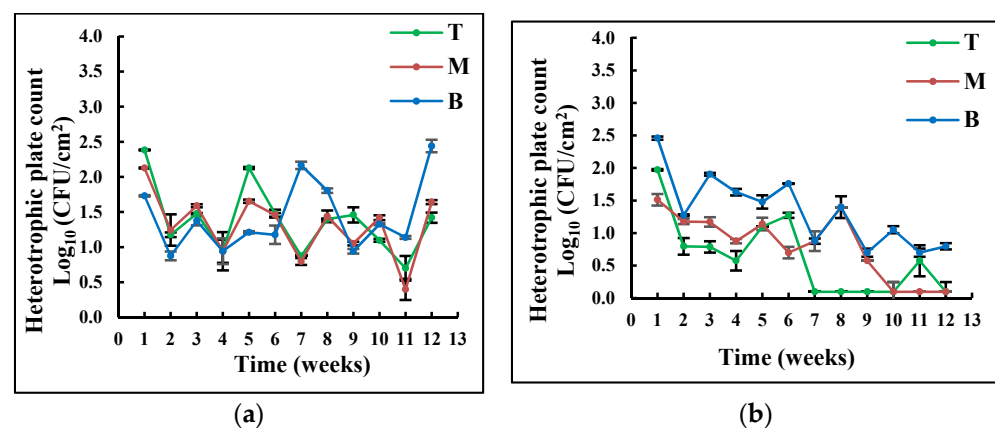 Heterotrophic plate count
Log10 (CFU/cm2)
4.0
3.5
3.0
2.5
2.0
1.5
1.0
0.5
0.0
T
M
B
0 1 2 3 4 5 6 7 8 9 10 11 12 13
Time (weeks)
(a)
Heterotrophic plate count
Log10 (CFU/cm2)
4.0
3.5
3.0
2.5
2.0
1.5
1.0
0.5
0.0
T
M
B
0 1 2 3 4 5 6 7 8 9 10 11 12 13
Time (weeks)
(b)